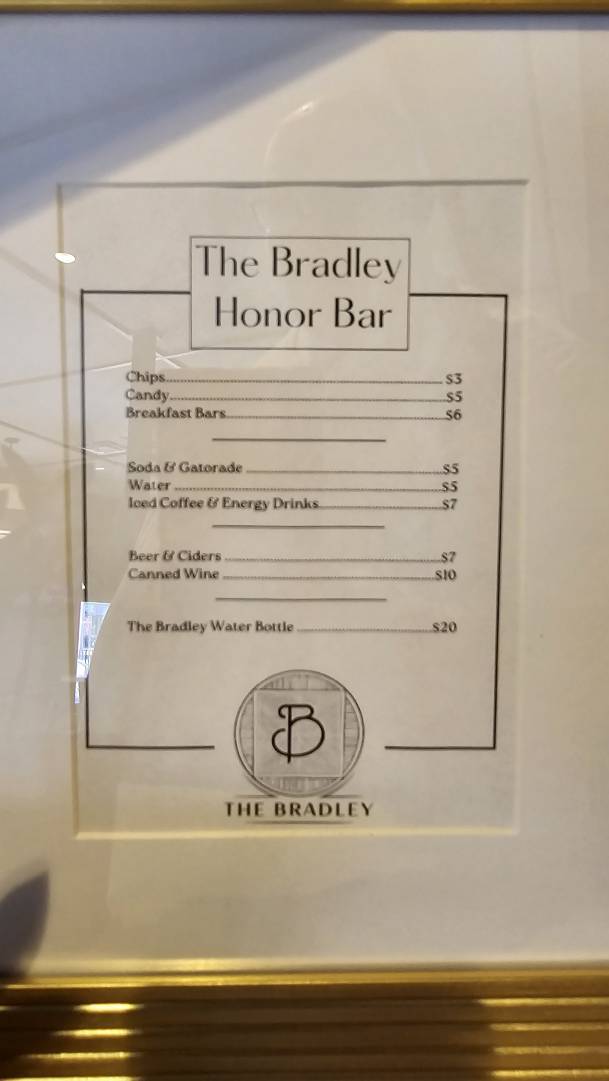 The Bradley
Honor Bar
Chips $3
Candy $5
Breakfast Bars $6
Soda & Gatorade $5
Water $5
Iced Coffee & Energy Drinks $7
Beer & Ciders $7
Canned Wine $10
The Bradley Water Bottle $20
B
THE BRADLEY